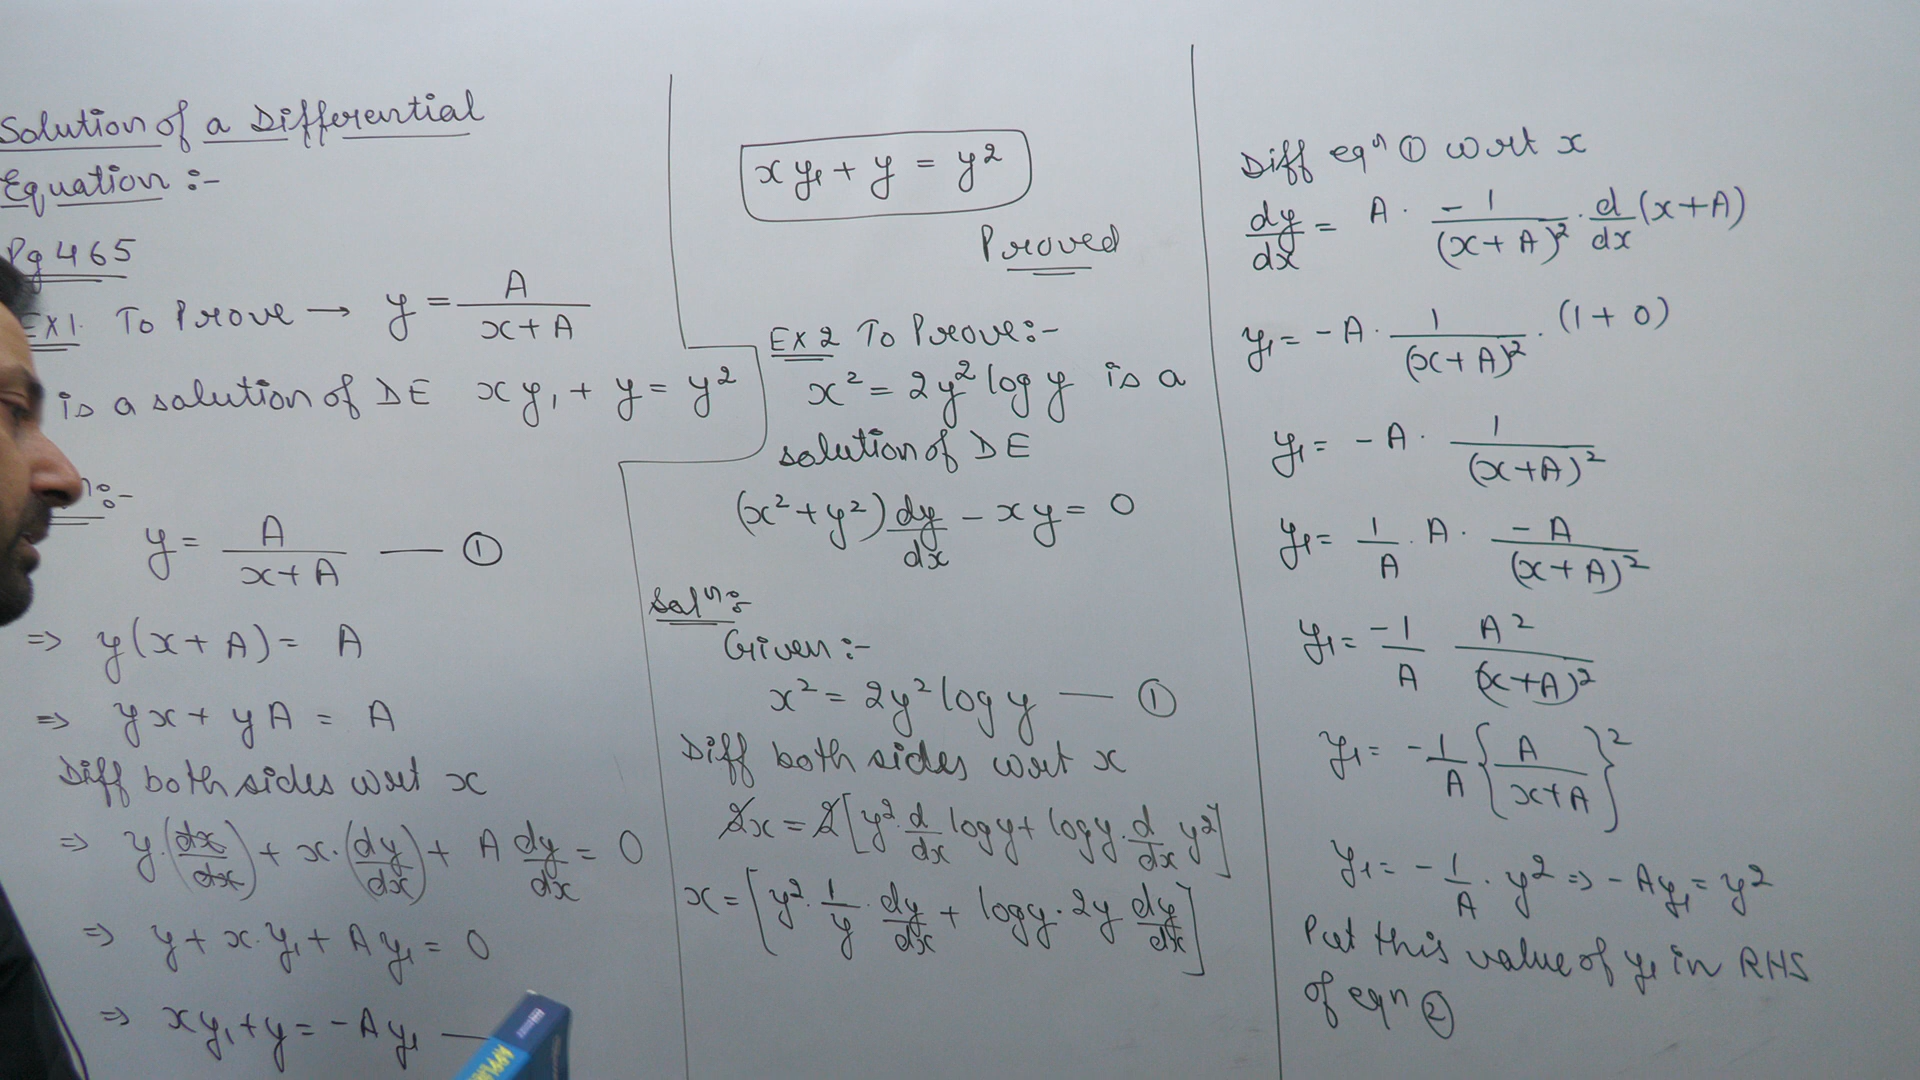 Solution of a Differential
Equation :-
Pg 465
EX1. To Prove → y = A/(x+A)
is a solution of DE xy₁ + y = y²
y = A/(x+A) — ①
⇒ y(x+A) = A
⇒ yx + yA = A
Diff both sides wrt x
⇒ y·(dx/dx) + x·(dy/dx) + A dy/dx = 0
⇒ y + x·y₁ + Ay₁ = 0
⇒ xy₁ + y = -Ay₁ —
xy₁ + y = y²
Proved
EX 2 To Prove :-
x² = 2y² log y is a
solution of DE
(x² + y²) dy/dx - xy = 0
Solⁿ :-
Given :-
x² = 2y² log y — ①
Diff both sides wrt x
2x = 2[y²·d/dx log y + log y·d/dx y²]
x = [y²·1/y·dy/dx + log y·2y dy/dx]
Diff eqⁿ ① wrt x
dy/dx = A·-1/(x+A)²·d/dx(x+A)
y₁ = -A·1/(x+A)²·(1+0)
y₁ = -A·1/(x+A)²
y₁ = 1/A·A·-A/(x+A)²
y₁ = -1/A A²/(x+A)²
y₁ = -1/A {A/(x+A)}²
y₁ = -1/A·y² ⇒ -Ay₁ = y²
Put this value of y₁ in RHS
of eqn ②